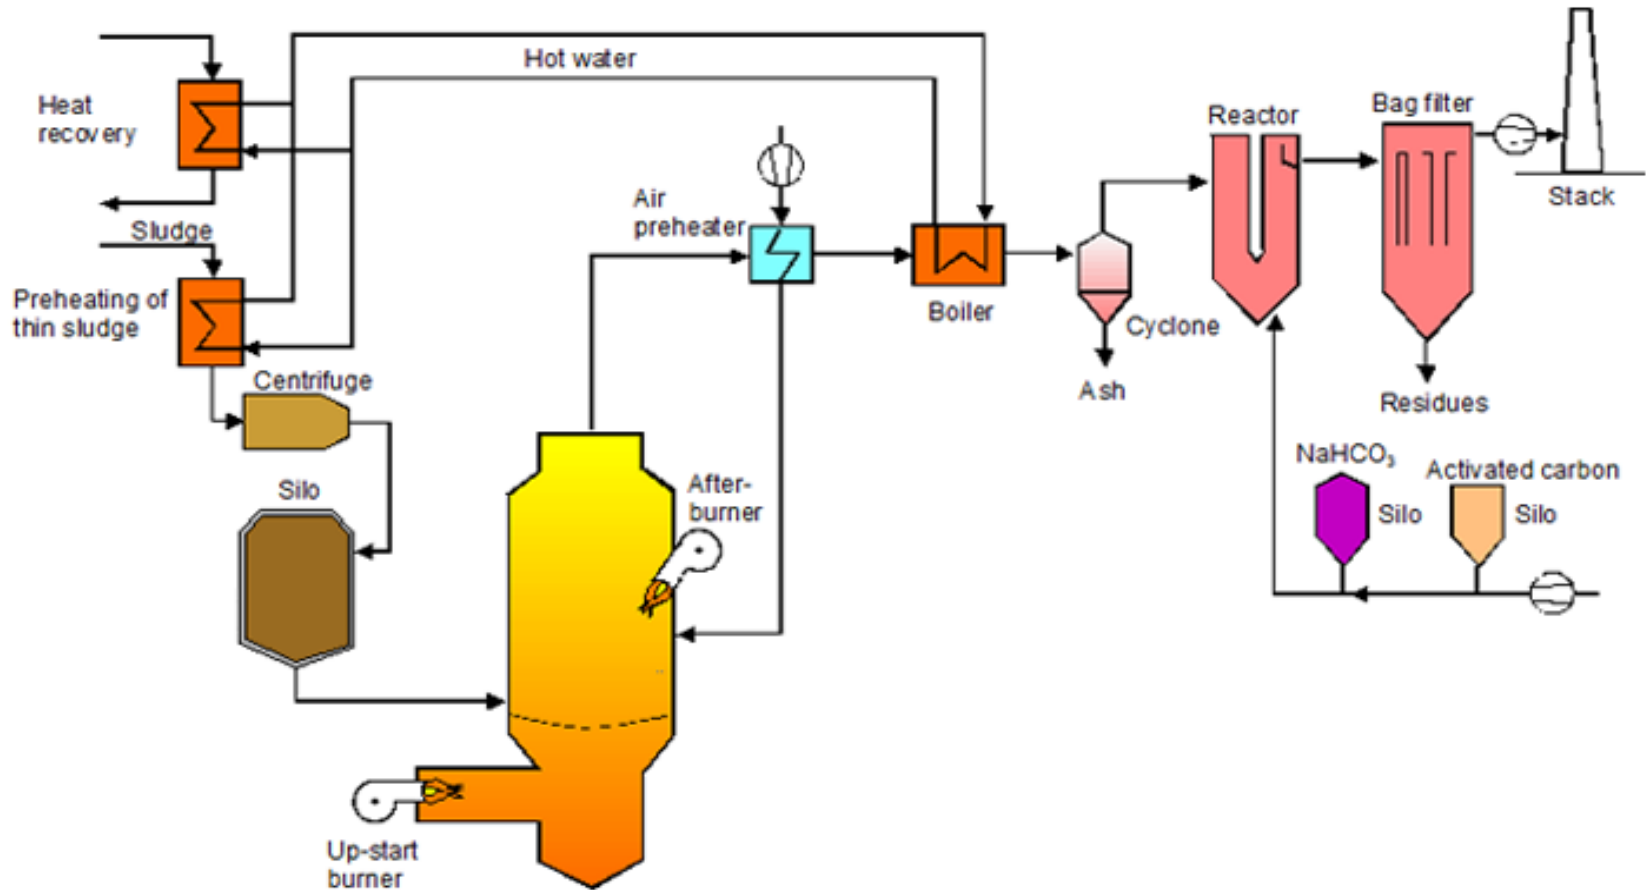 Hot water
Heat
recovery
Reactor
Bag filter
Stack
Air
preheater
Sludge
Preheating of
thin sludge
Boiler
Cyclone
Ash
Centrifuge
Residues
NaHCO₃
Silo
Activated carbon
Silo
Silo
After-
burner
Up-start
burner